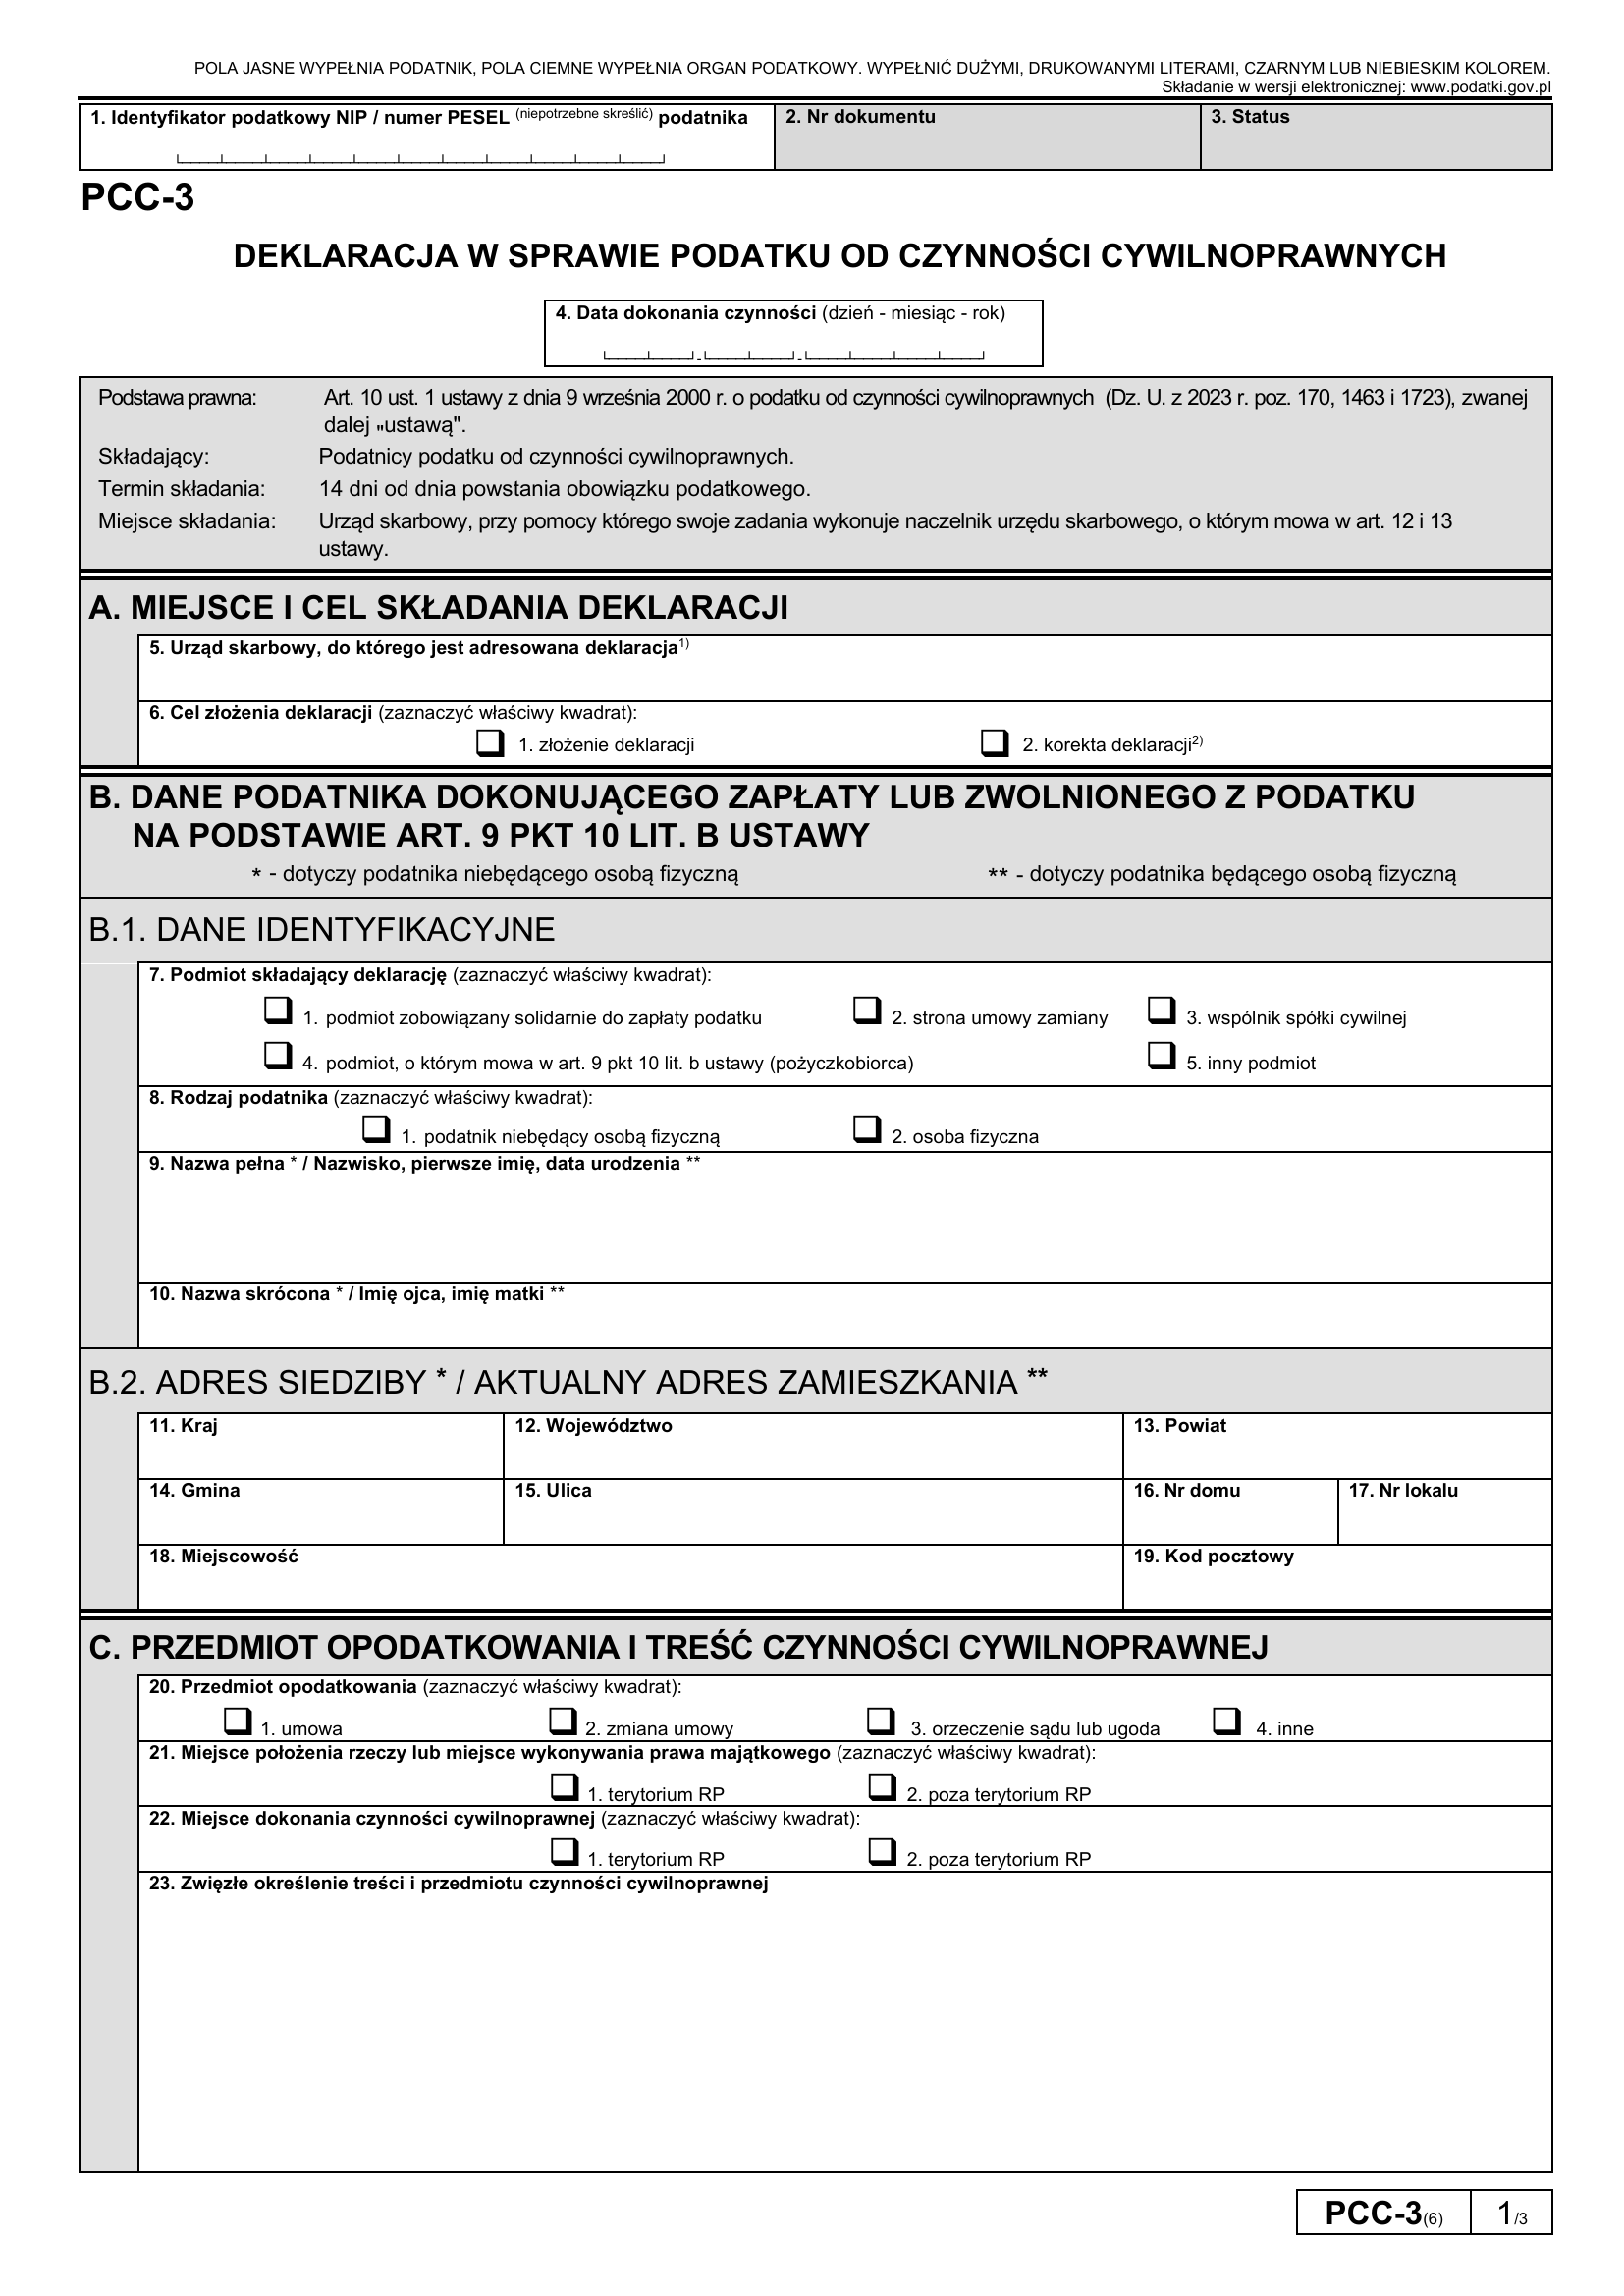 POLA JASNE WYPEŁNIA PODATNIK, POLA CIEMNE WYPEŁNIA ORGAN PODATKOWY. WYPEŁNIĆ DUŻYMI, DRUKOWANYMI LITERAMI, CZARNYM LUB NIEBIESKIM KOLOREM.
Składanie w wersji elektronicznej: www.podatki.gov.pl
1. Identyfikator podatkowy NIP / numer PESEL (niepotrzebne skreślić) podatnika
2. Nr dokumentu
3. Status
PCC-3
DEKLARACJA W SPRAWIE PODATKU OD CZYNNOŚCI CYWILNOPRAWNYCH
4. Data dokonania czynności (dzień - miesiąc - rok)
Podstawa prawna: Art. 10 ust. 1 ustawy z dnia 9 września 2000 r. o podatku od czynności cywilnoprawnych (Dz. U. z 2023 r. poz. 170, 1463 i 1723), zwanej
dalej „ustawą".
Składający: Podatnicy podatku od czynności cywilnoprawnych.
Termin składania: 14 dni od dnia powstania obowiązku podatkowego.
Miejsce składania: Urząd skarbowy, przy pomocy którego swoje zadania wykonuje naczelnik urzędu skarbowego, o którym mowa w art. 12 i 13
ustawy.
A. MIEJSCE I CEL SKŁADANIA DEKLARACJI
5. Urząd skarbowy, do którego jest adresowana deklaracja1)
6. Cel złożenia deklaracji (zaznaczyć właściwy kwadrat):
1. złożenie deklaracji 2. korekta deklaracji2)
B. DANE PODATNIKA DOKONUJĄCEGO ZAPŁATY LUB ZWOLNIONEGO Z PODATKU
NA PODSTAWIE ART. 9 PKT 10 LIT. B USTAWY
* - dotyczy podatnika niebędącego osobą fizyczną ** - dotyczy podatnika będącego osobą fizyczną
B.1. DANE IDENTYFIKACYJNE
7. Podmiot składający deklarację (zaznaczyć właściwy kwadrat):
1. podmiot zobowiązany solidarnie do zapłaty podatku 2. strona umowy zamiany 3. wspólnik spółki cywilnej
4. podmiot, o którym mowa w art. 9 pkt 10 lit. b ustawy (pożyczkobiorca) 5. inny podmiot
8. Rodzaj podatnika (zaznaczyć właściwy kwadrat):
1. podatnik niebędący osobą fizyczną 2. osoba fizyczna
9. Nazwa pełna * / Nazwisko, pierwsze imię, data urodzenia **
10. Nazwa skrócona * / Imię ojca, imię matki **
B.2. ADRES SIEDZIBY * / AKTUALNY ADRES ZAMIESZKANIA **
11. Kraj 12. Województwo 13. Powiat
14. Gmina 15. Ulica 16. Nr domu 17. Nr lokalu
18. Miejscowość 19. Kod pocztowy
C. PRZEDMIOT OPODATKOWANIA I TREŚĆ CZYNNOŚCI CYWILNOPRAWNEJ
20. Przedmiot opodatkowania (zaznaczyć właściwy kwadrat):
1. umowa 2. zmiana umowy 3. orzeczenie sądu lub ugoda 4. inne
21. Miejsce położenia rzeczy lub miejsce wykonywania prawa majątkowego (zaznaczyć właściwy kwadrat):
1. terytorium RP 2. poza terytorium RP
22. Miejsce dokonania czynności cywilnoprawnej (zaznaczyć właściwy kwadrat):
1. terytorium RP 2. poza terytorium RP
23. Zwięzłe określenie treści i przedmiotu czynności cywilnoprawnej
PCC-3(6) 1/3